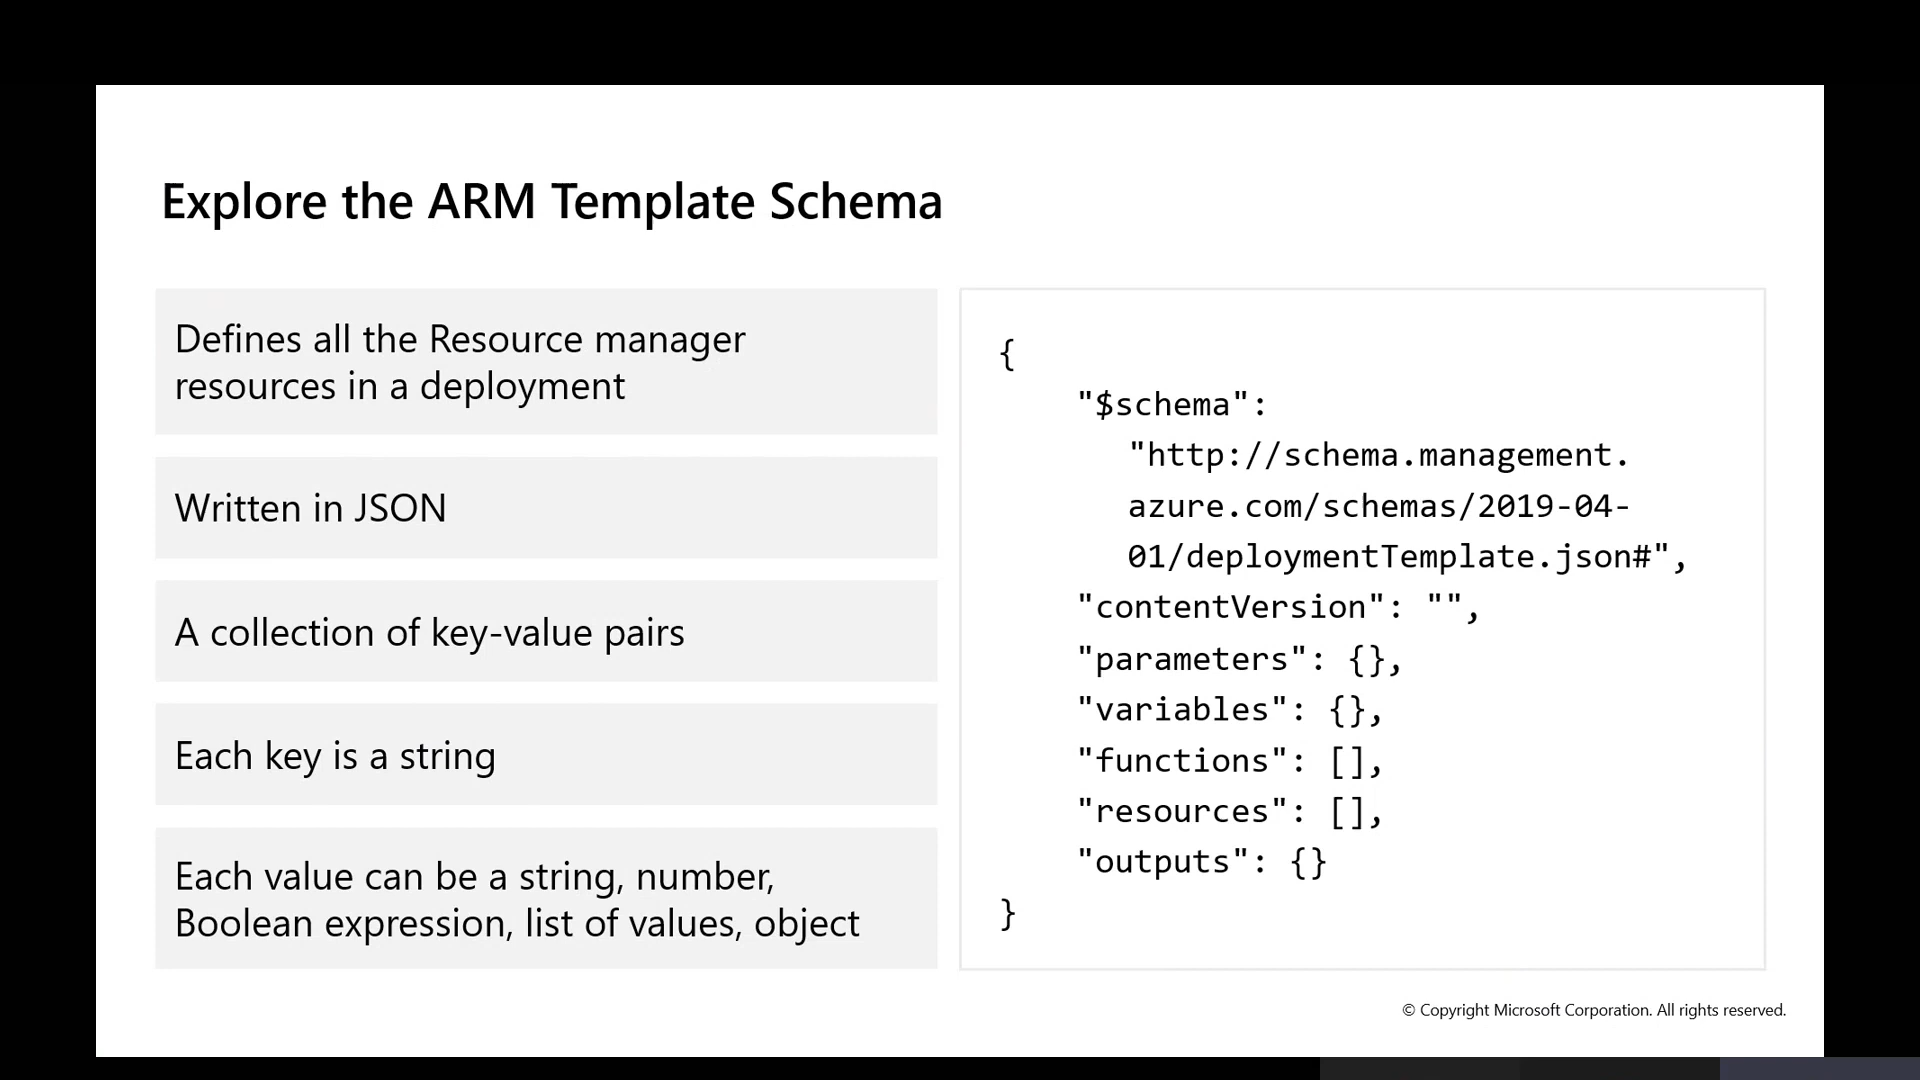 Explore the ARM Template Schema
Defines all the Resource manager
resources in a deployment
Written in JSON
A collection of key-value pairs
Each key is a string
Each value can be a string, number,
Boolean expression, list of values, object
{
"$schema":
"http://schema.management.
azure.com/schemas/2019-04-
01/deploymentTemplate.json#",
"contentVersion": "",
"parameters": {},
"variables": {},
"functions": [],
"resources": [],
"outputs": {}
}
© Copyright Microsoft Corporation. All rights reserved.